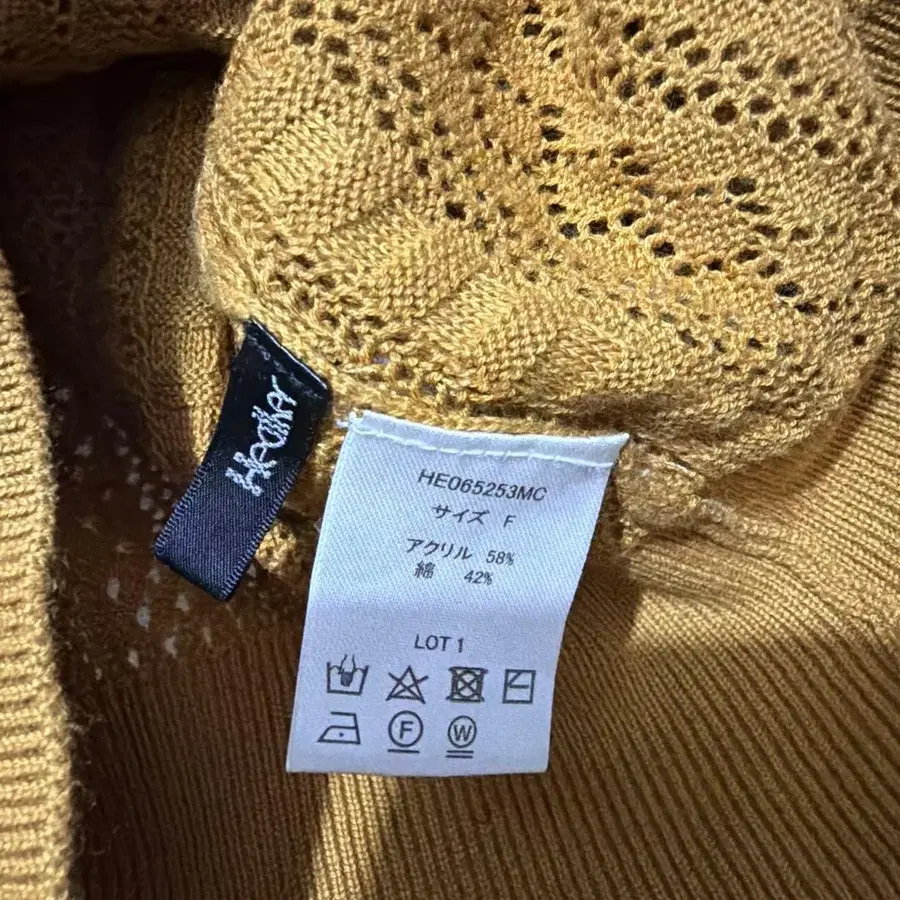 Heather
HE065253MC
サイズ F
アクリル 58%
綿 42%
LOT 1
F
W